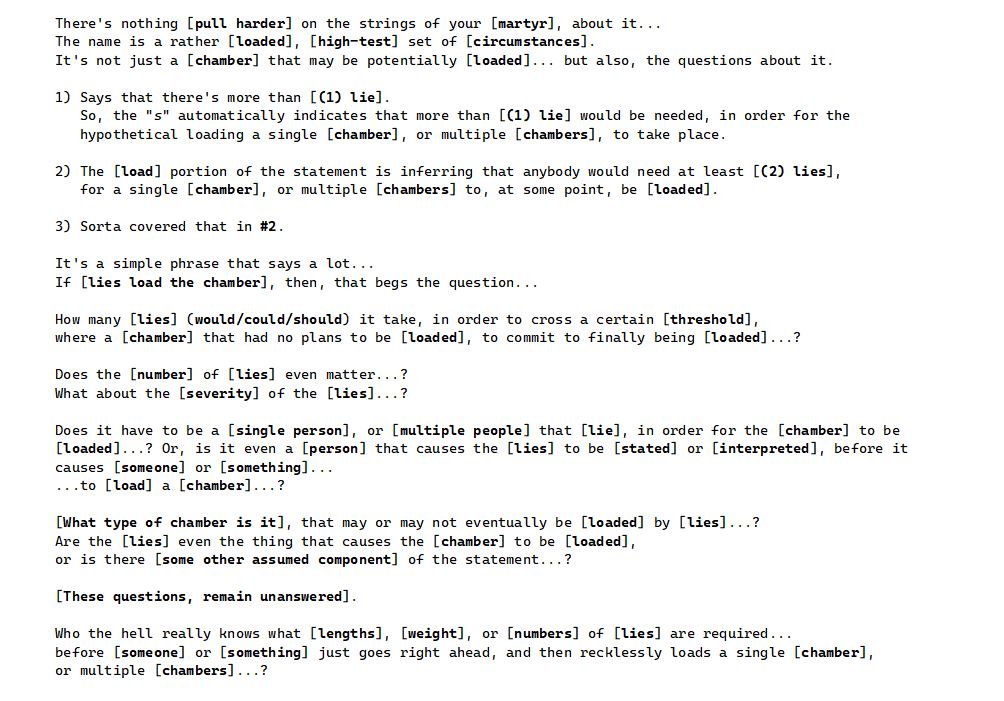 There's nothing [pull harder] on the strings of your [martyr], about it...
The name is a rather [loaded], [high-test] set of [circumstances].
It's not just a [chamber] that may be potentially [loaded]... but also, the questions about it.
1) Says that there's more than [(1) lie].
So, the "s" automatically indicates that more than [(1) lie] would be needed, in order for the
hypothetical loading a single [chamber], or multiple [chambers], to take place.
2) The [load] portion of the statement is inferring that anybody would need at least [(2) lies],
for a single [chamber], or multiple [chambers] to, at some point, be [loaded].
3) Sorta covered that in #2.
It's a simple phrase that says a lot...
If [lies load the chamber], then, that begs the question...
How many [lies] (would/could/should) it take, in order to cross a certain [threshold],
where a [chamber] that had no plans to be [loaded], to commit to finally being [loaded]...?
Does the [number] of [lies] even matter...?
What about the [severity] of the [lies]...?
Does it have to be a [single person], or [multiple people] that [lie], in order for the [chamber] to be
[loaded]...? Or, is it even a [person] that causes the [lies] to be [stated] or [interpreted], before it
causes [someone] or [something]...
...to [load] a [chamber]...?
[What type of chamber is it], that may or may not eventually be [loaded] by [lies]...?
Are the [lies] even the thing that causes the [chamber] to be [loaded],
or is there [some other assumed component] of the statement...?
[These questions, remain unanswered].
Who the hell really knows what [lengths], [weight], or [numbers] of [lies] are required...
before [someone] or [something] just goes right ahead, and then recklessly loads a single [chamber],
or multiple [chambers]...?